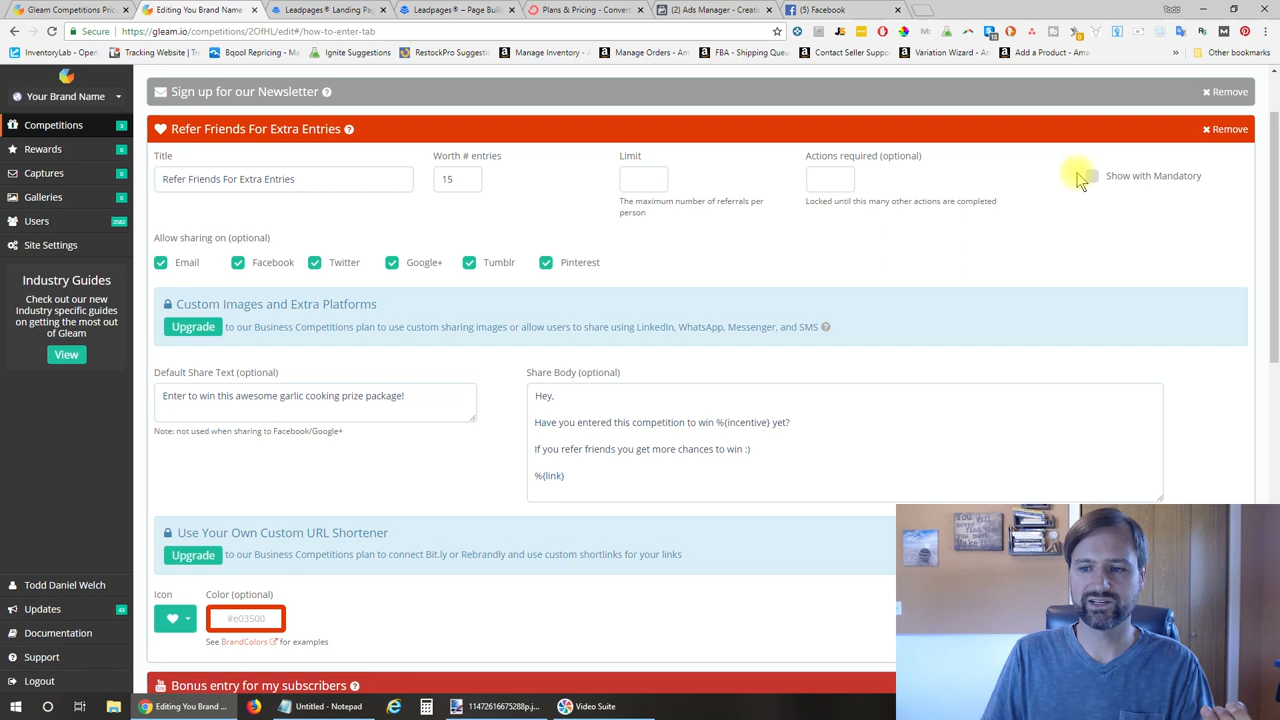 Gleam Competitions Pric
Editing You Brand Name
Leadpages® Landing Pag
Leadpages® – Page Build
Plans & Pricing - Convert
(2) Ads Manager - Creat
(5) Facebook
Todd
Secure
https://gleam.io/competitions/2OfHL/edit#/how-to-enter-tab
InventoryLab - Onbo
Tracking Website | Tr
Bqool Repricing - Ma
Ignite Suggestions
RestockPro Suggesti
Manage Inventory - 
Manage Orders - Am
FBA - Shipping Queu
Contact Seller Suppo
Variation Wizard - Am
Add a Product - Ama
»
Other bookmarks
Your Brand Name
Competitions 3
Rewards 0
Captures 0
Galleries 0
Users 2582
Site Settings
Industry Guides
Check out our new
Industry specific guides
on getting the most out
of Gleam
View
Todd Daniel Welch
Updates 43
Documentation
Support
Logout
Sign up for our Newsletter
Remove
Refer Friends For Extra Entries
Remove
Title
Worth # entries
Limit
Actions required (optional)
Refer Friends For Extra Entries
15
Show with Mandatory
The maximum number of referrals per
person
Locked until this many other actions are completed
Allow sharing on (optional)
Email Facebook Twitter Google+ Tumblr Pinterest
Custom Images and Extra Platforms
Upgrade to our Business Competitions plan to use custom sharing images or allow users to share using LinkedIn, WhatsApp, Messenger, and SMS
Default Share Text (optional)
Share Body (optional)
Enter to win this awesome garlic cooking prize package!
Note: not used when sharing to Facebook/Google+
Hey,
Have you entered this competition to win %{incentive} yet?
If you refer friends you get more chances to win :)
%{link}
Use Your Own Custom URL Shortener
Upgrade to our Business Competitions plan to connect Bit.ly or Rebrandly and use custom shortlinks for your links
Icon
Color (optional)
#e03500
See BrandColors for examples
Bonus entry for my subscribers
Editing You Brand ...
Untitled - Notepad
11472616675288p.j...
Video Suite